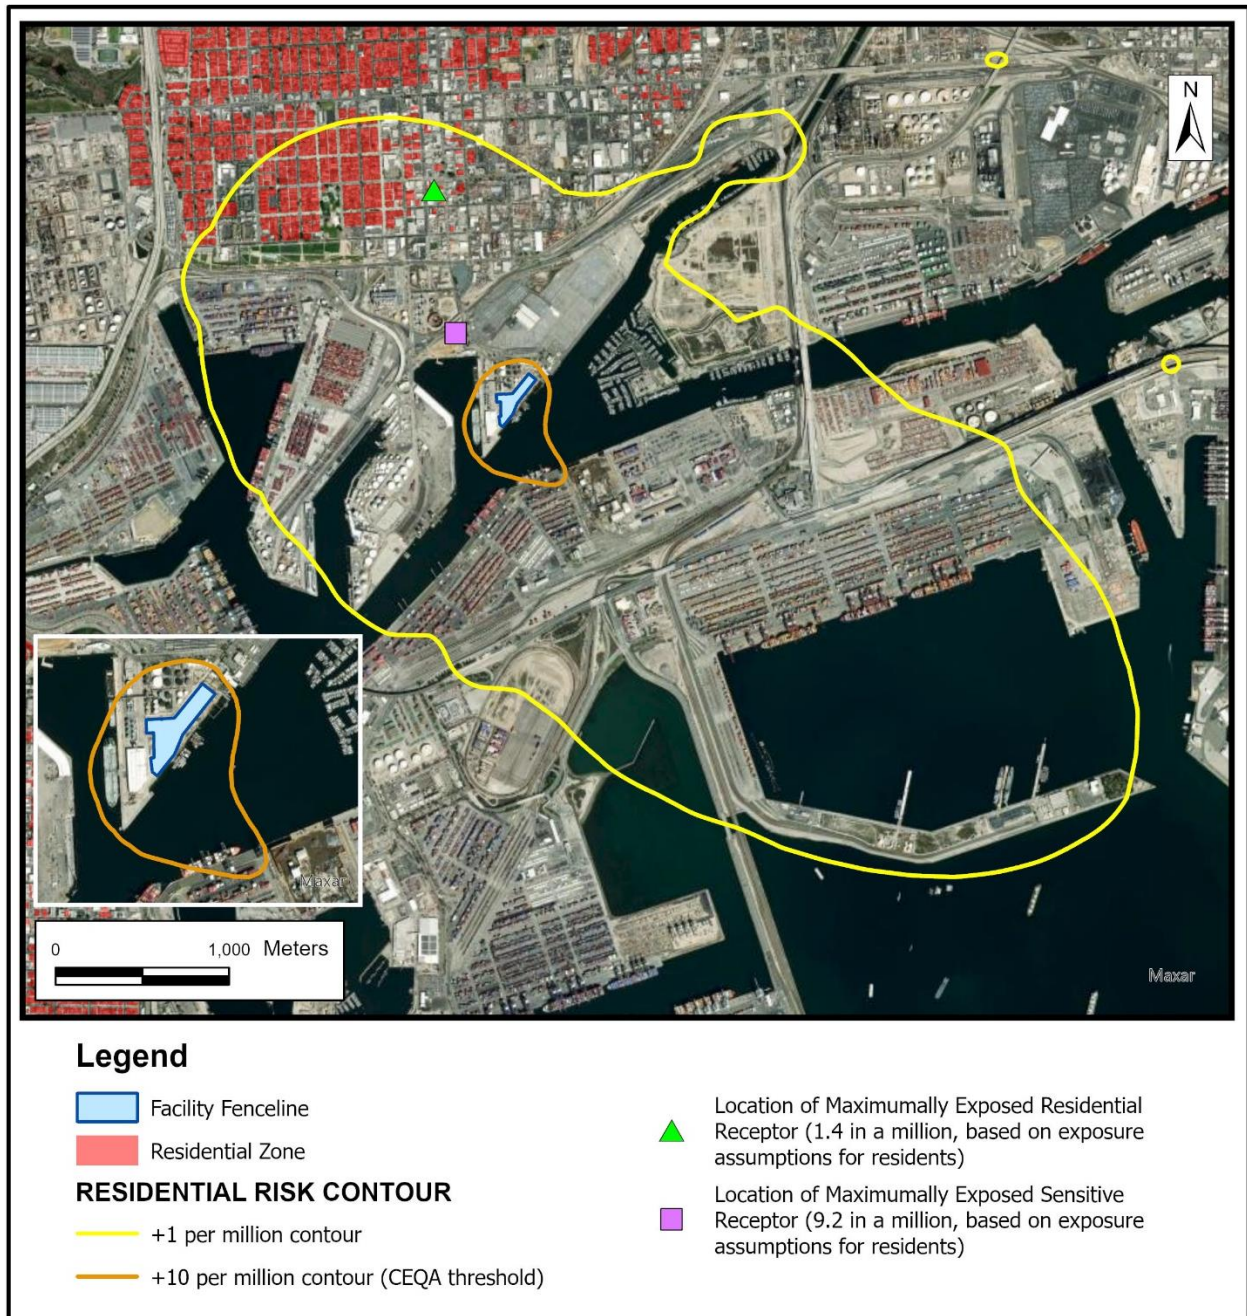 N
Maxar
0 1,000 Meters
Maxar
Legend
Facility Fenceline
Residential Zone
RESIDENTIAL RISK CONTOUR
+1 per million contour
+10 per million contour (CEQA threshold)
Location of Maximumally Exposed Residential
Receptor (1.4 in a million, based on exposure
assumptions for residents)
Location of Maximumally Exposed Sensitive
Receptor (9.2 in a million, based on exposure
assumptions for residents)